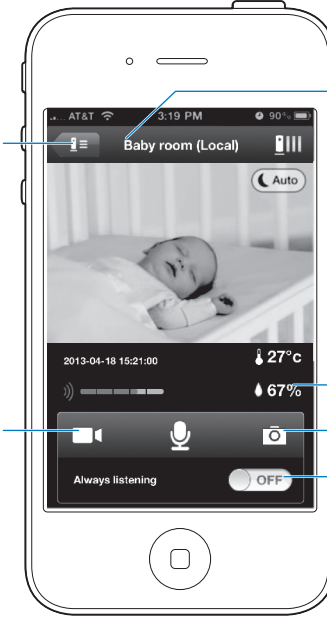 AT&T 3:19 PM 90%
Baby room (Local)
Auto
2013-04-18 15:21:00
27°c
67%
Always listening
OFF